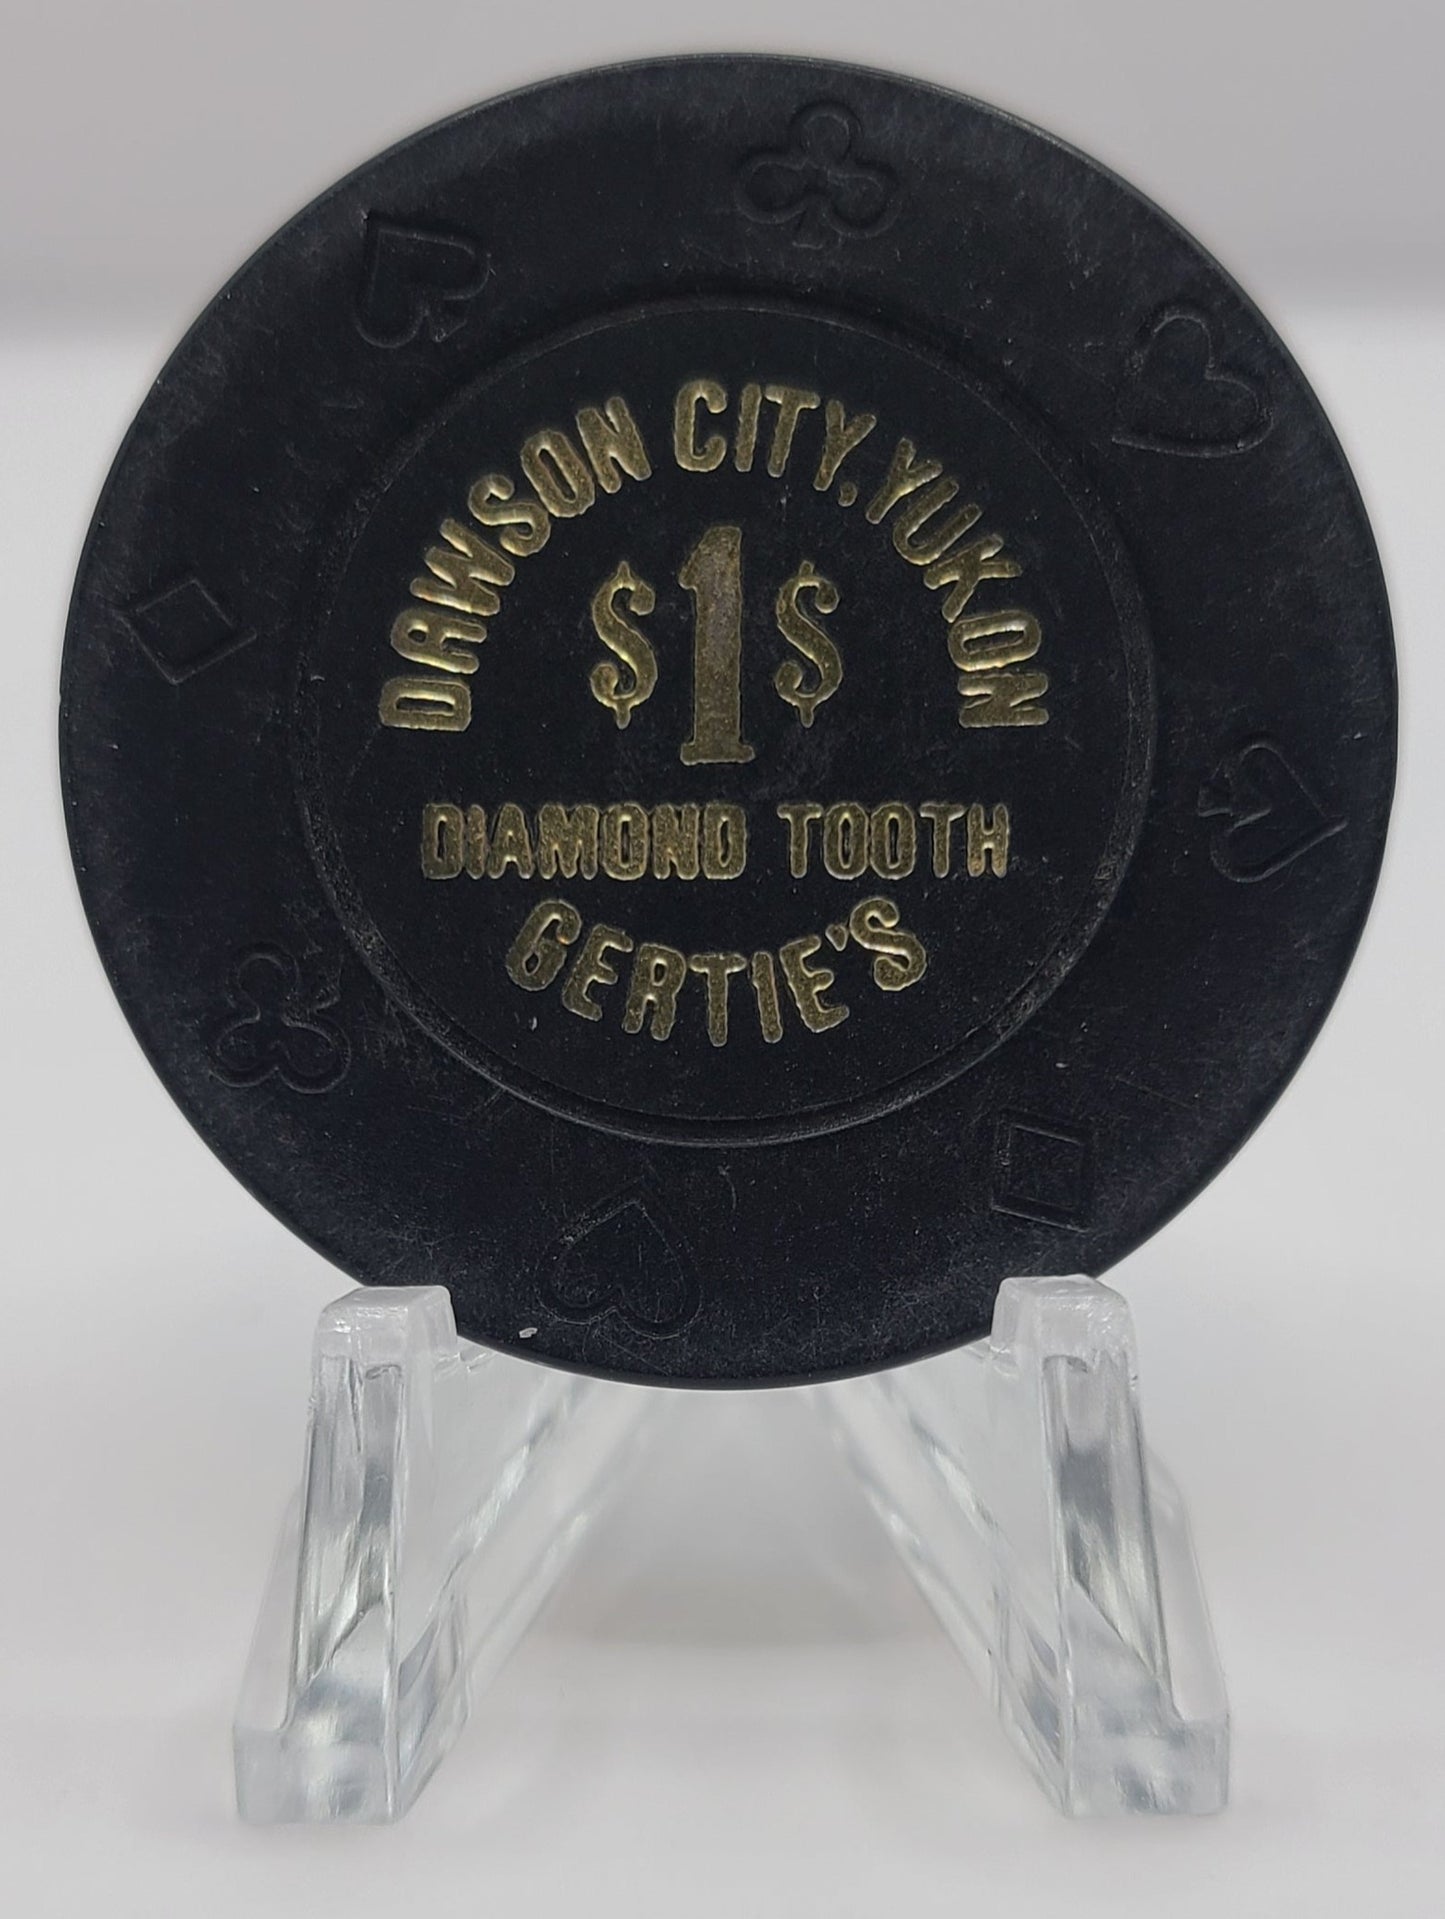 DAWSON CITY, YUKON
$1$
DIAMOND TOOTH
GERTIE'S